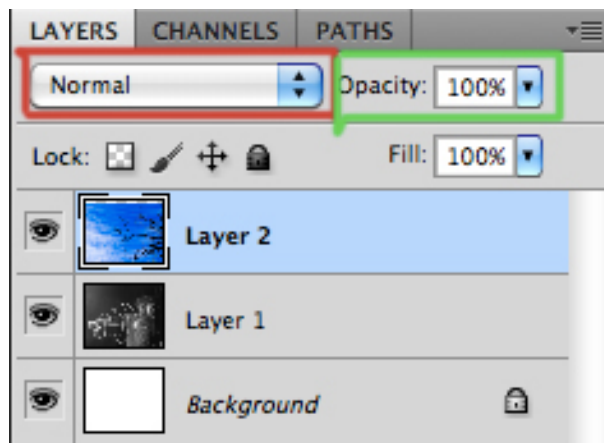 LAYERS CHANNELS PATHS
Normal Opacity: 100%
Lock: Fill: 100%
Layer 2
Layer 1
Background